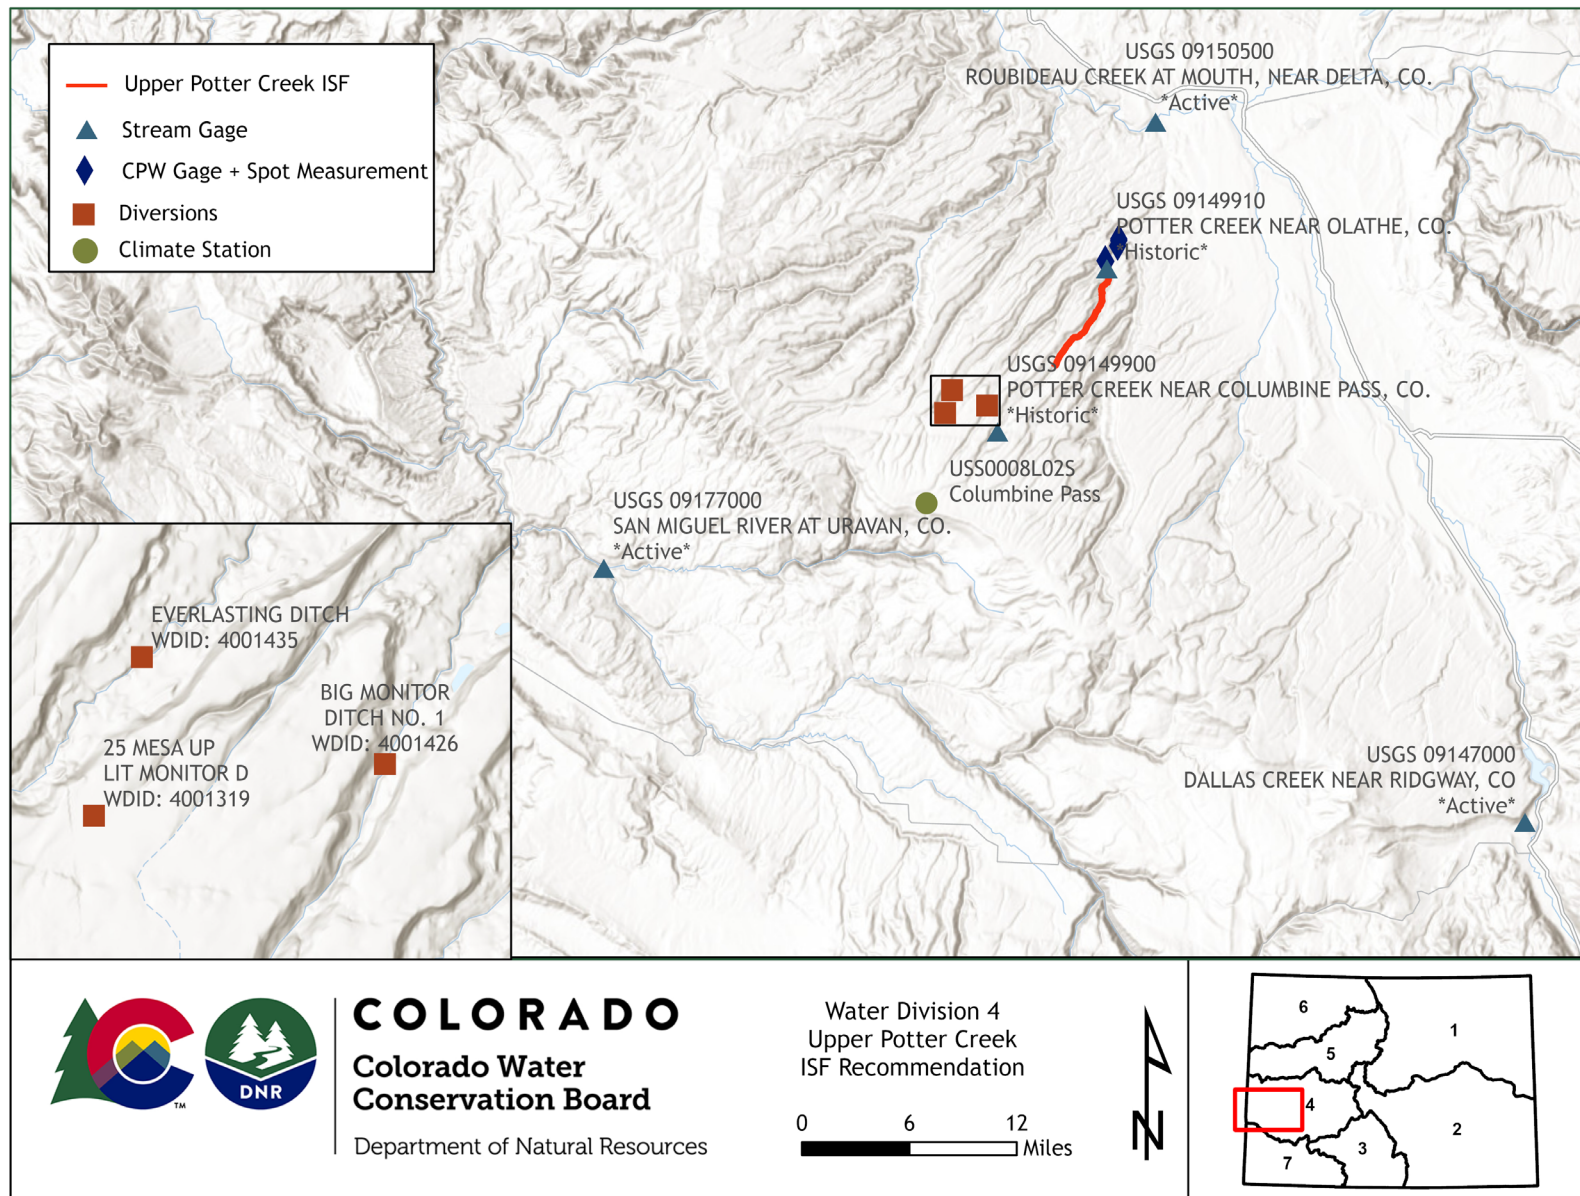 Upper Potter Creek ISF
Stream Gage
CPW Gage + Spot Measurement
Diversions
Climate Station
USGS 09150500
ROUBIDEAU CREEK AT MOUTH, NEAR DELTA, CO.
*Active*
USGS 09149910
POTTER CREEK NEAR OLATHE, CO.
*Historic*
USGS 09149900
POTTER CREEK NEAR COLUMBINE PASS, CO.
*Historic*
USS0008L02S
Columbine Pass
USGS 09177000
SAN MIGUEL RIVER AT URAVAN, CO.
*Active*
USGS 09147000
DALLAS CREEK NEAR RIDGWAY, CO
*Active*
EVERLASTING DITCH
WDID: 4001435
BIG MONITOR
DITCH NO. 1
WDID: 4001426
25 MESA UP
LIT MONITOR D
WDID: 4001319
DNR
TM
COLORADO
Colorado Water
Conservation Board
Department of Natural Resources
Water Division 4
Upper Potter Creek
ISF Recommendation
0 6 12
Miles
N
6
1
5
4
2
3
7